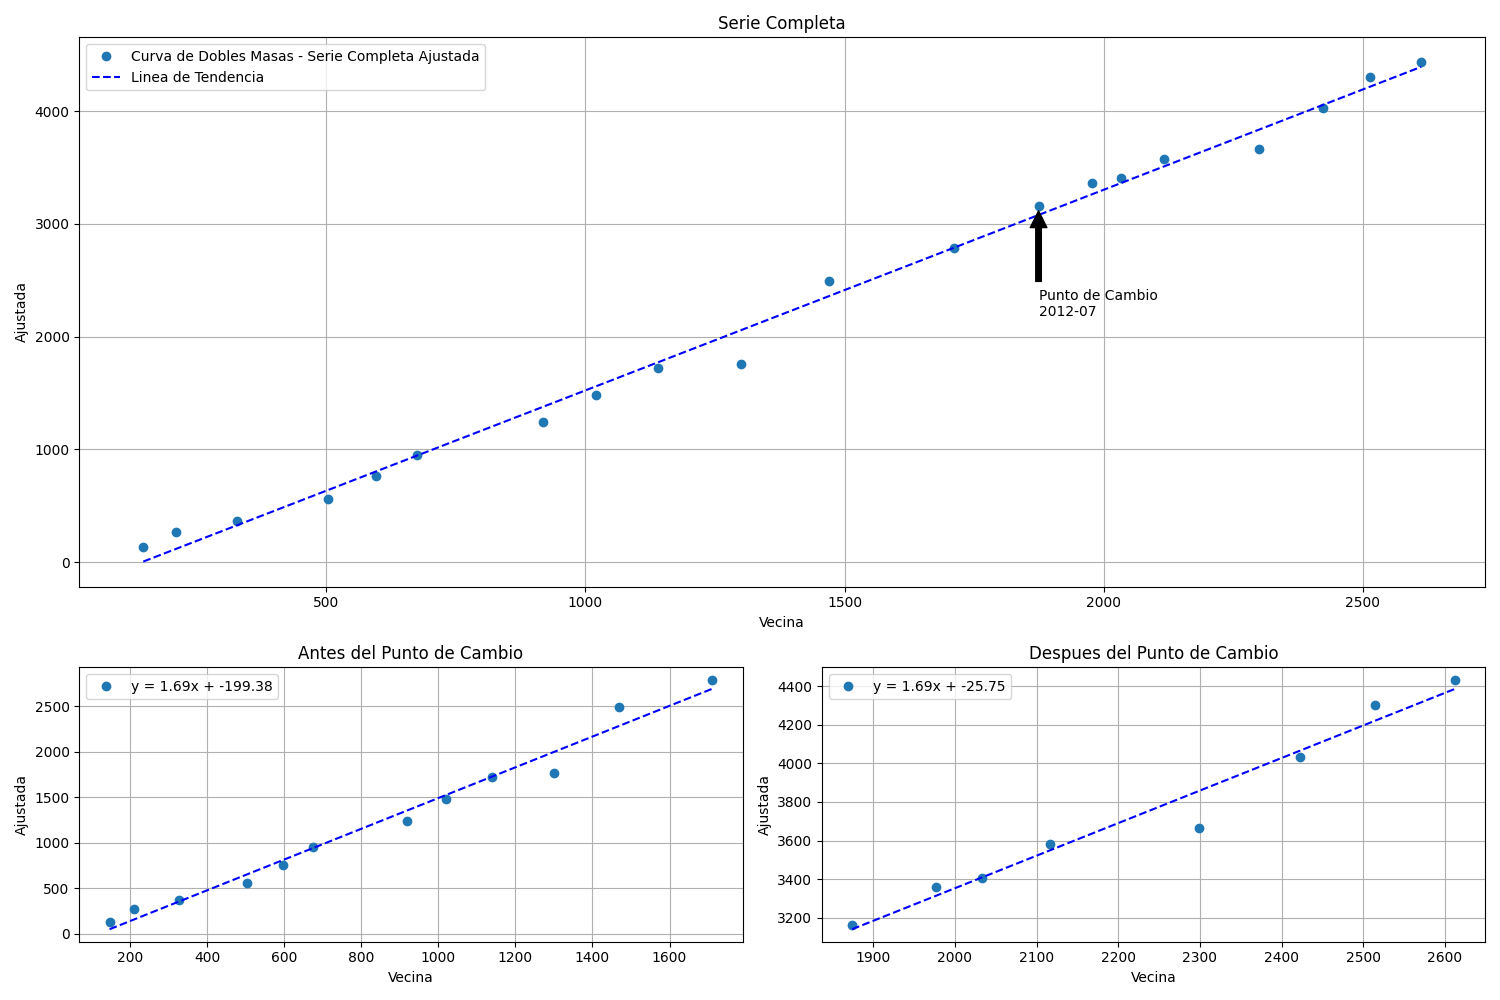 Serie Completa
Curva de Dobles Masas - Serie Completa Ajustada
Linea de Tendencia
4000
3000
2000
1000
0
Ajustada
Punto de Cambio
2012-07
500
1000
1500
2000
2500
Vecina
Antes del Punto de Cambio
y = 1.69x + -199.38
2500
2000
1500
1000
500
0
Ajustada
200
400
600
800
1000
1200
1400
1600
Vecina
Despues del Punto de Cambio
y = 1.69x + -25.75
4400
4200
4000
3800
3600
3400
3200
Ajustada
1900
2000
2100
2200
2300
2400
2500
2600
Vecina